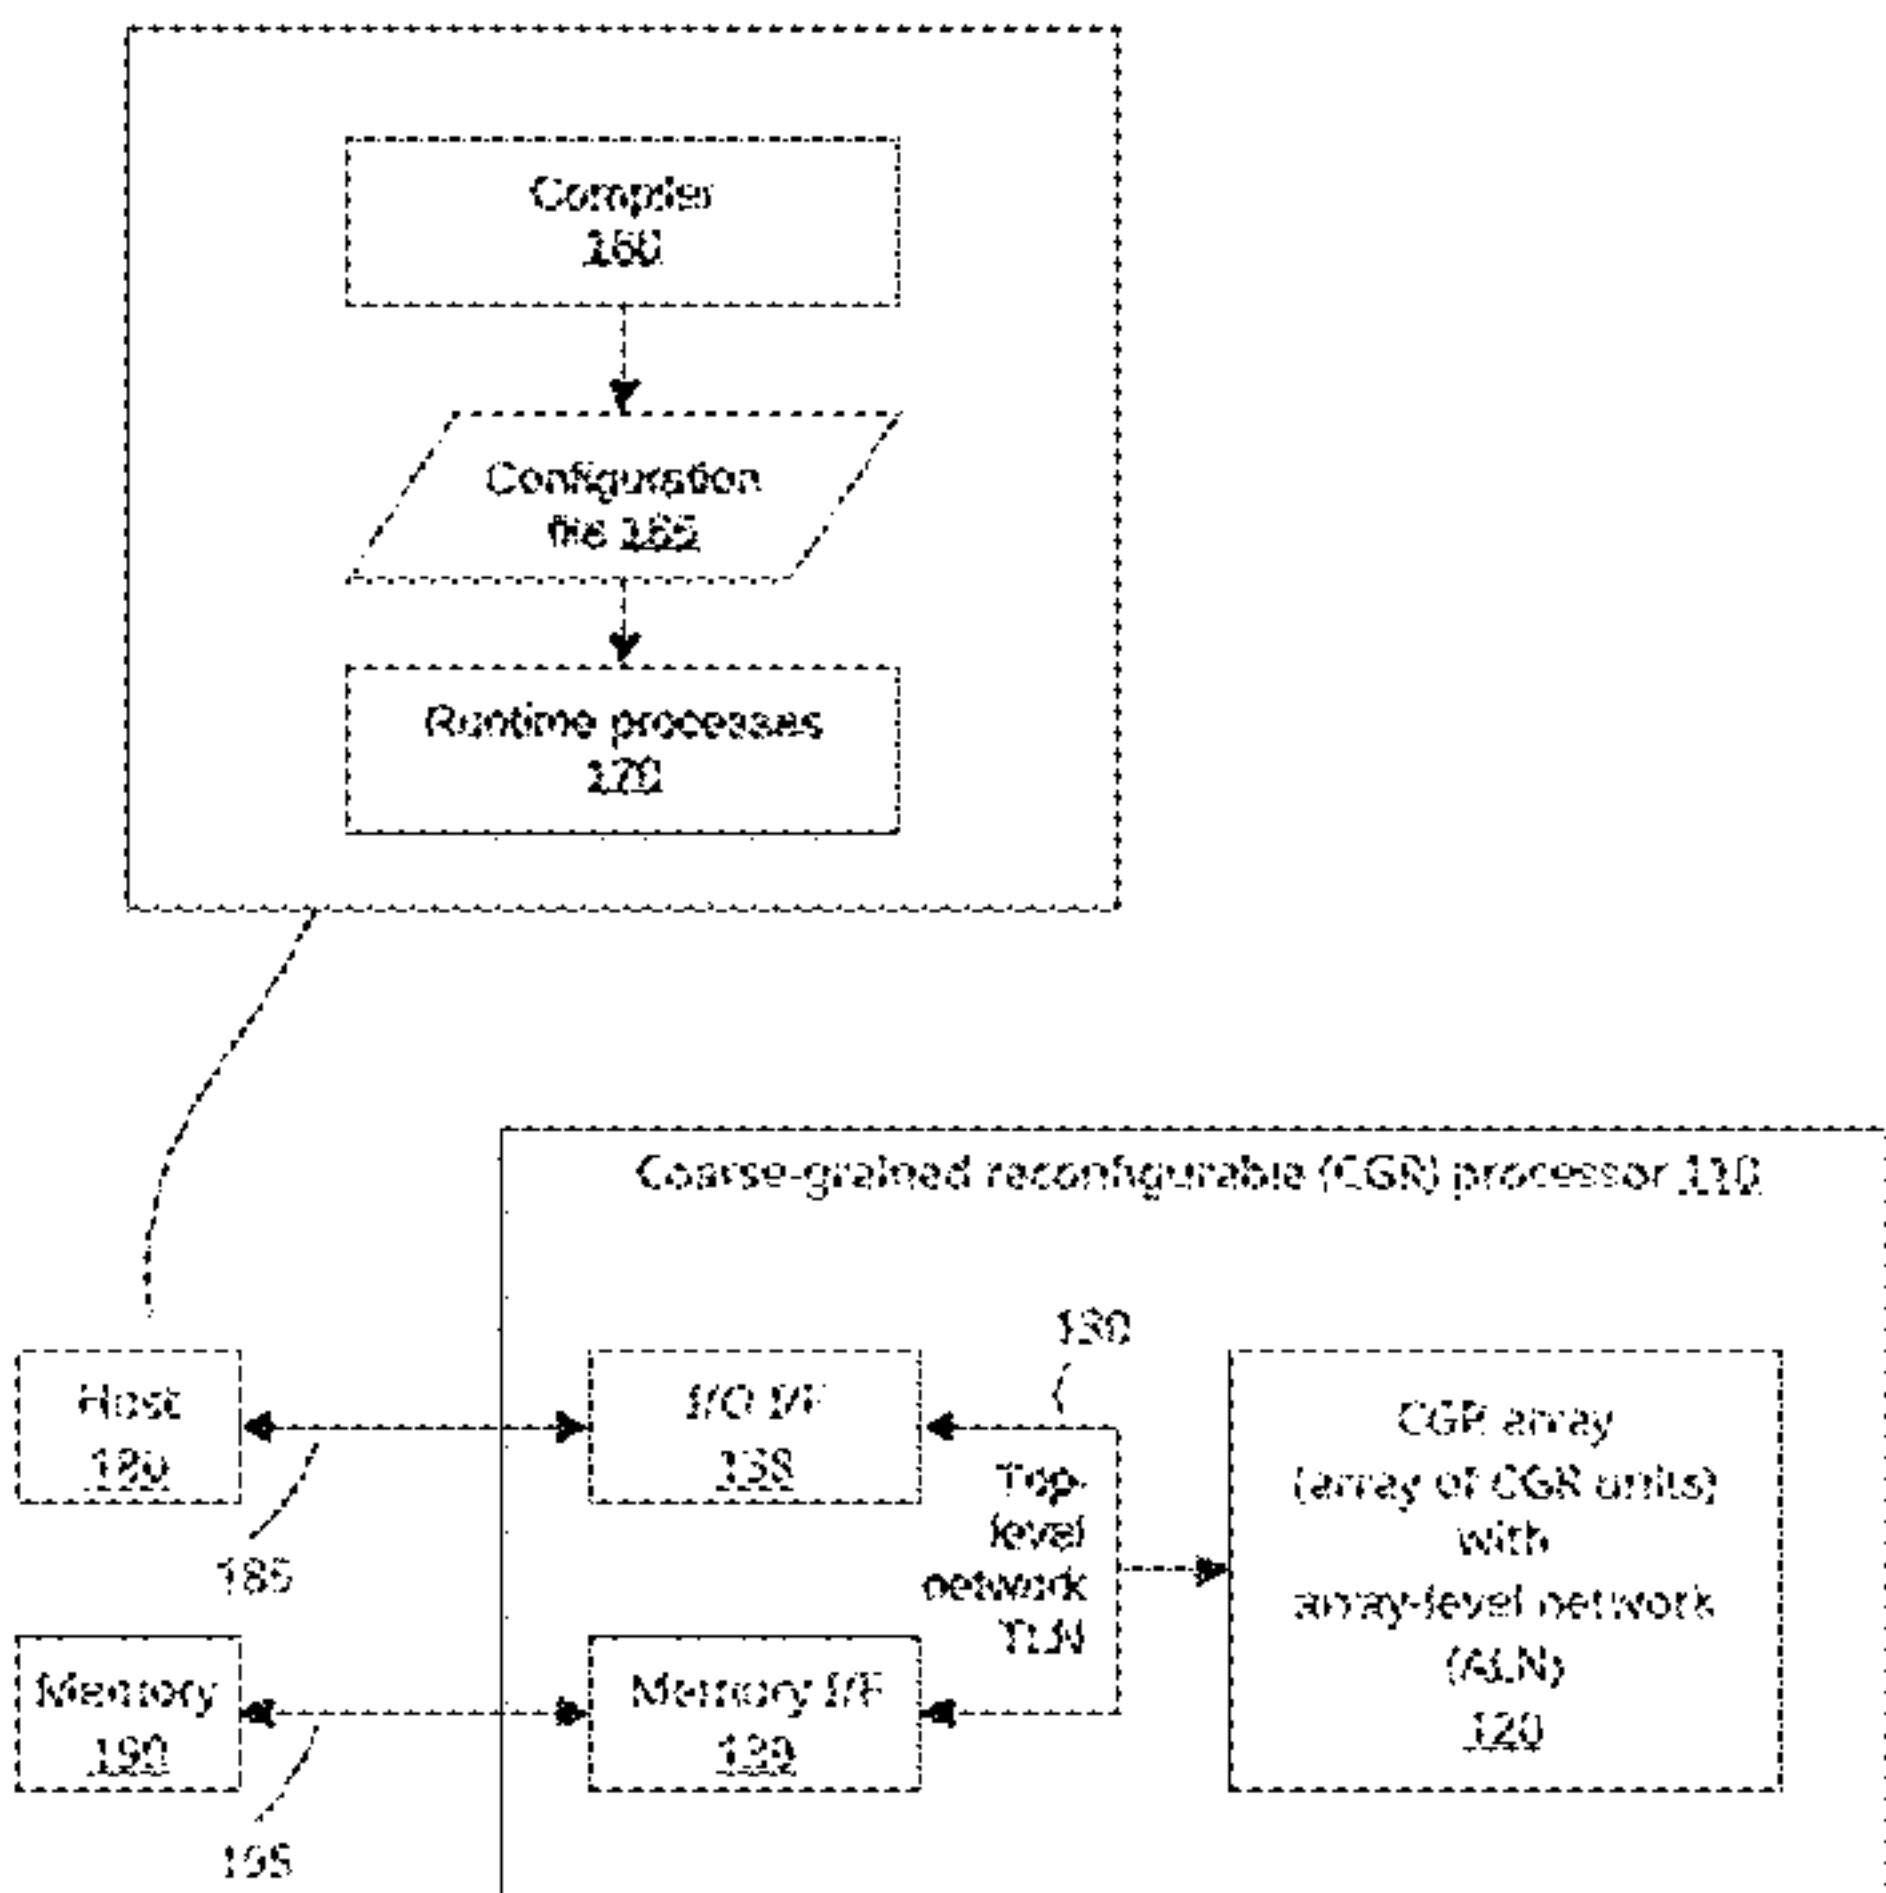 Compiler
160
Configuration
file 165
Runtime processes
170
Coarse-grained reconfigurable (CGR) processor 110
130
Host
180
I/O I/F
138
CGR array
(array of CGR units)
with
array-level network
(ALN)
120
Top-
level
network
TLN
185
Memory
190
Memory I/F
139
195